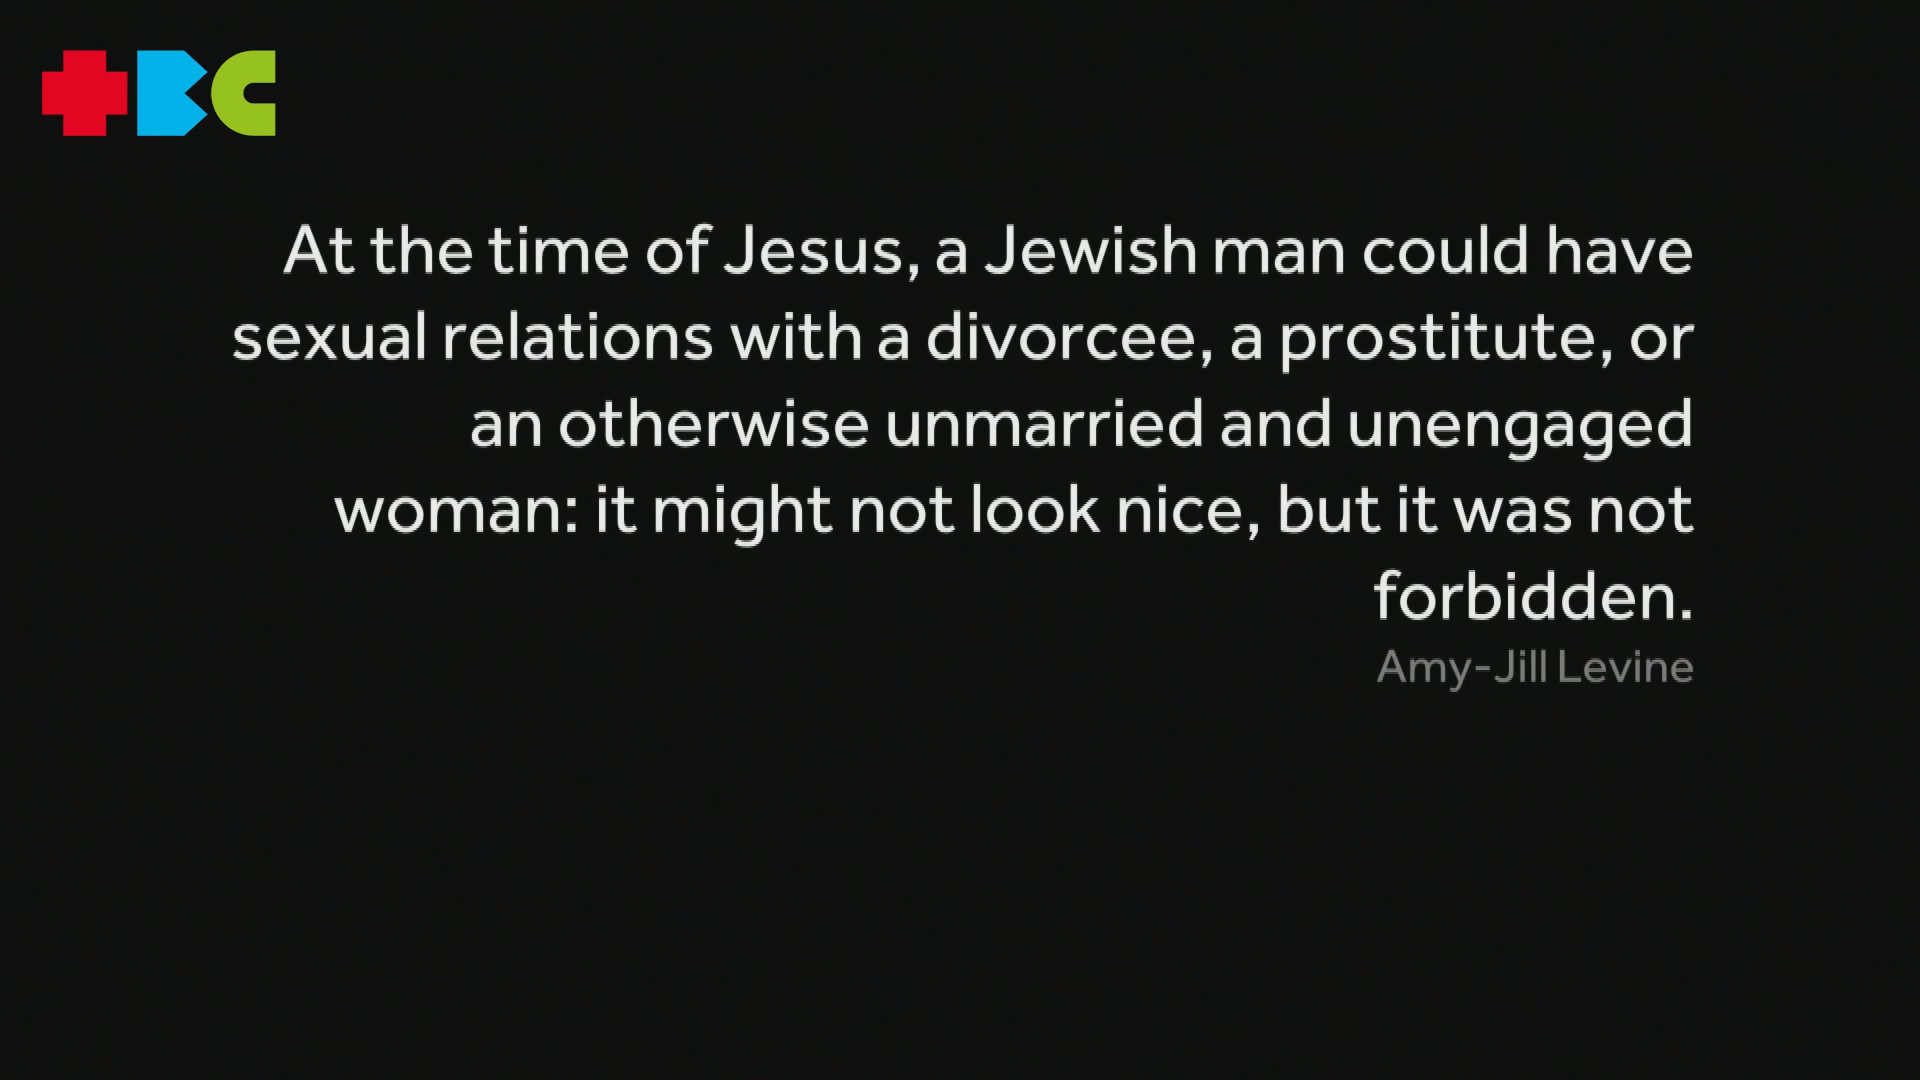 +BC
At the time of Jesus, a Jewish man could have
sexual relations with a divorcee, a prostitute, or
an otherwise unmarried and unengaged
woman: it might not look nice, but it was not
forbidden.
Amy-Jill Levine